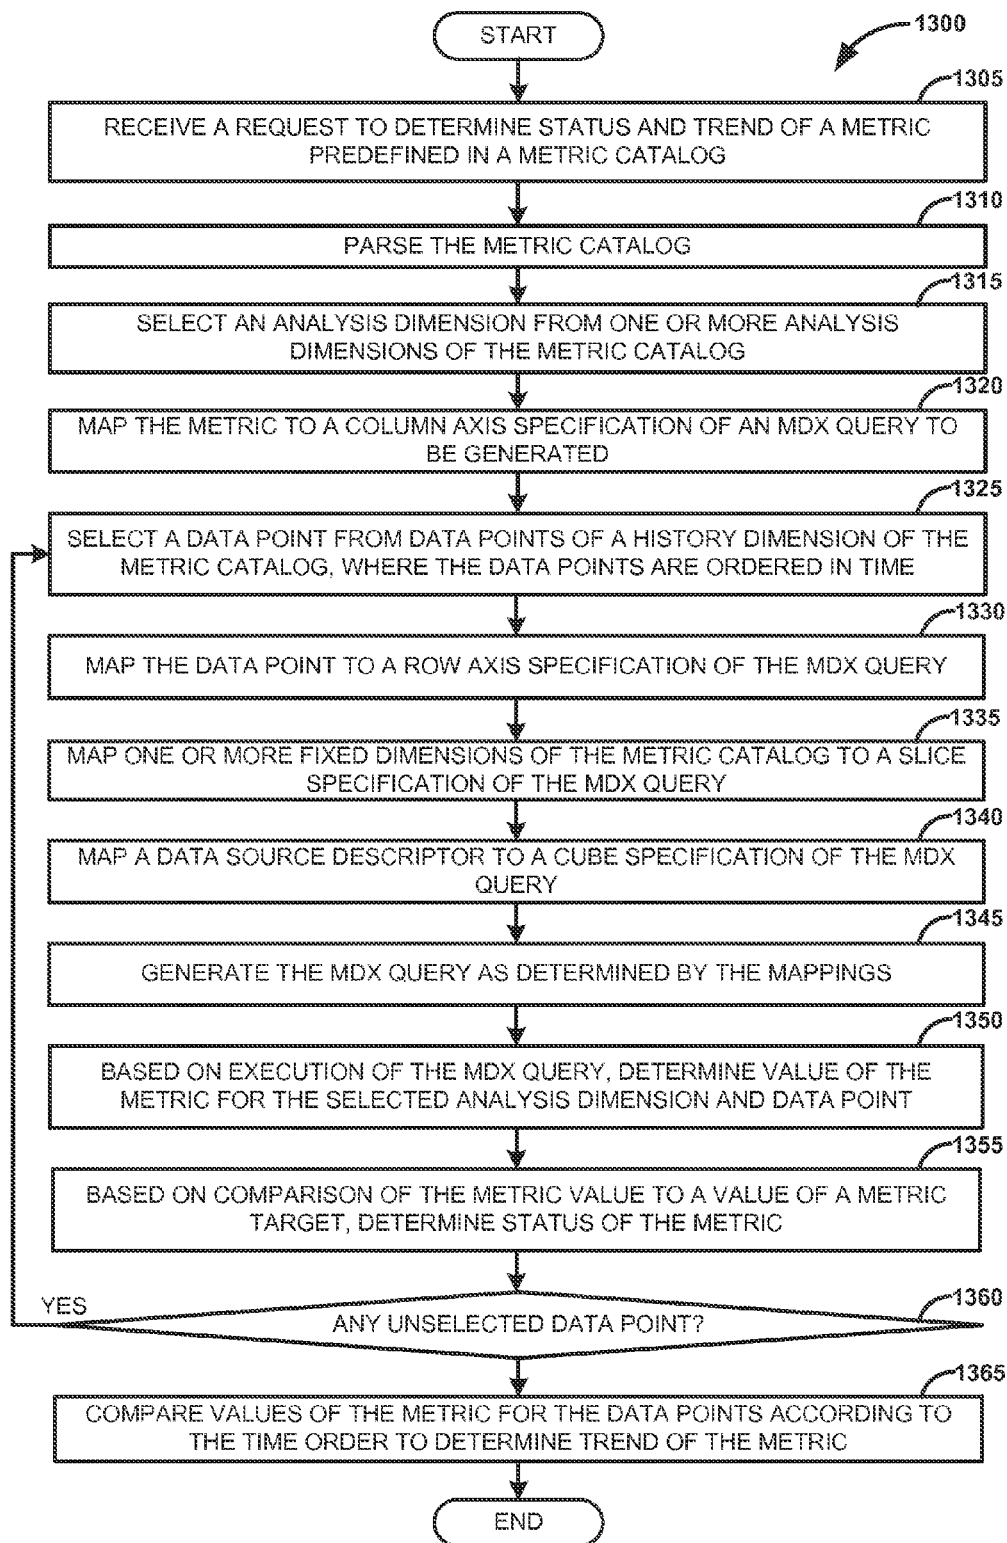 START
1300
1305
RECEIVE A REQUEST TO DETERMINE STATUS AND TREND OF A METRIC
PREDEFINED IN A METRIC CATALOG
1310
PARSE THE METRIC CATALOG
1315
SELECT AN ANALYSIS DIMENSION FROM ONE OR MORE ANALYSIS
DIMENSIONS OF THE METRIC CATALOG
1320
MAP THE METRIC TO A COLUMN AXIS SPECIFICATION OF AN MDX QUERY TO
BE GENERATED
1325
SELECT A DATA POINT FROM DATA POINTS OF A HISTORY DIMENSION OF THE
METRIC CATALOG, WHERE THE DATA POINTS ARE ORDERED IN TIME
1330
MAP THE DATA POINT TO A ROW AXIS SPECIFICATION OF THE MDX QUERY
1335
MAP ONE OR MORE FIXED DIMENSIONS OF THE METRIC CATALOG TO A SLICE
SPECIFICATION OF THE MDX QUERY
1340
MAP A DATA SOURCE DESCRIPTOR TO A CUBE SPECIFICATION OF THE MDX
QUERY
1345
GENERATE THE MDX QUERY AS DETERMINED BY THE MAPPINGS
1350
BASED ON EXECUTION OF THE MDX QUERY, DETERMINE VALUE OF THE
METRIC FOR THE SELECTED ANALYSIS DIMENSION AND DATA POINT
1355
BASED ON COMPARISON OF THE METRIC VALUE TO A VALUE OF A METRIC
TARGET, DETERMINE STATUS OF THE METRIC
YES
1360
ANY UNSELECTED DATA POINT?
1365
COMPARE VALUES OF THE METRIC FOR THE DATA POINTS ACCORDING TO
THE TIME ORDER TO DETERMINE TREND OF THE METRIC
END